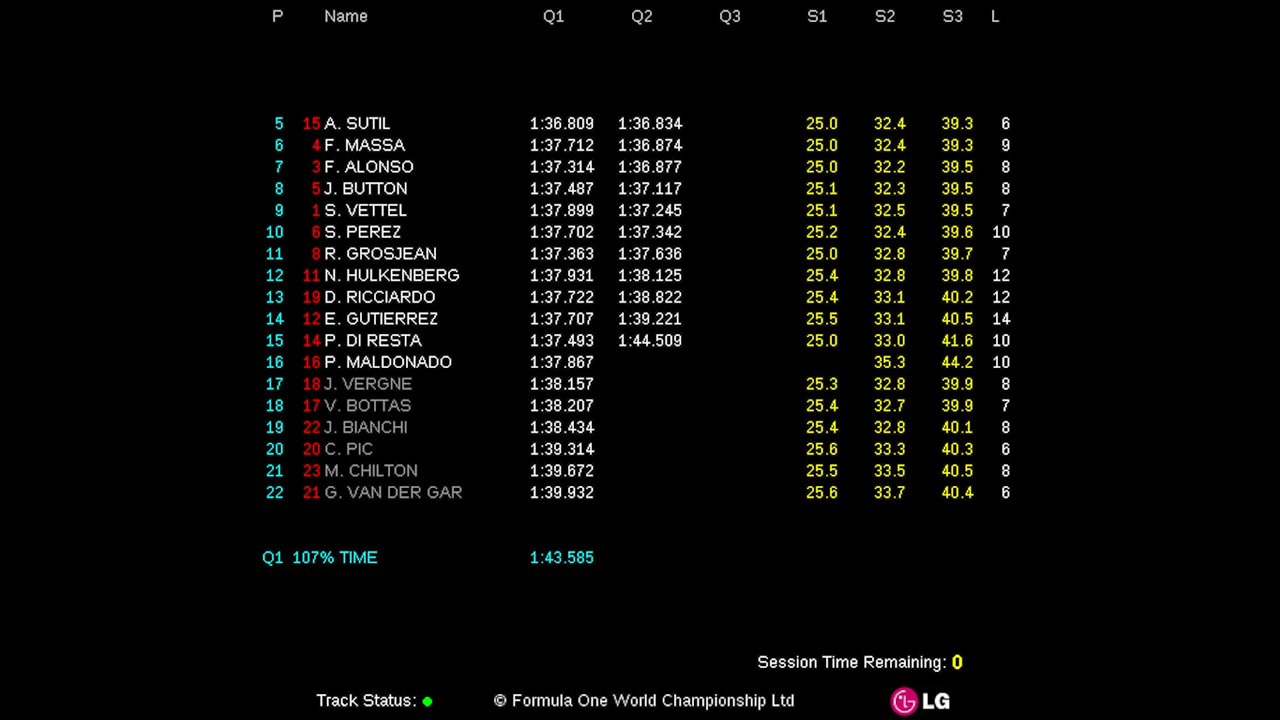 P Name Q1 Q2 Q3 S1 S2 S3 L
5 15 A. SUTIL 1:36.809 1:36.834 25.0 32.4 39.3 6
6 4 F. MASSA 1:37.712 1:36.874 25.0 32.4 39.3 9
7 3 F. ALONSO 1:37.314 1:36.877 25.0 32.2 39.5 8
8 5 J. BUTTON 1:37.487 1:37.117 25.1 32.3 39.5 8
9 1 S. VETTEL 1:37.899 1:37.245 25.1 32.5 39.5 7
10 6 S. PEREZ 1:37.702 1:37.342 25.2 32.4 39.6 10
11 8 R. GROSJEAN 1:37.363 1:37.636 25.0 32.8 39.7 7
12 11 N. HULKENBERG 1:37.931 1:38.125 25.4 32.8 39.8 12
13 19 D. RICCIARDO 1:37.722 1:38.822 25.4 33.1 40.2 12
14 12 E. GUTIERREZ 1:37.707 1:39.221 25.5 33.1 40.5 14
15 14 P. DI RESTA 1:37.493 1:44.509 25.0 33.0 41.6 10
16 16 P. MALDONADO 1:37.867 35.3 44.2 10
17 18 J. VERGNE 1:38.157 25.3 32.8 39.9 8
18 17 V. BOTTAS 1:38.207 25.4 32.7 39.9 7
19 22 J. BIANCHI 1:38.434 25.4 32.8 40.1 8
20 20 C. PIC 1:39.314 25.6 33.3 40.3 6
21 23 M. CHILTON 1:39.672 25.5 33.5 40.5 8
22 21 G. VAN DER GAR 1:39.932 25.6 33.7 40.4 6
Q1 107% TIME 1:43.585
Session Time Remaining: 0
Track Status: © Formula One World Championship Ltd LG